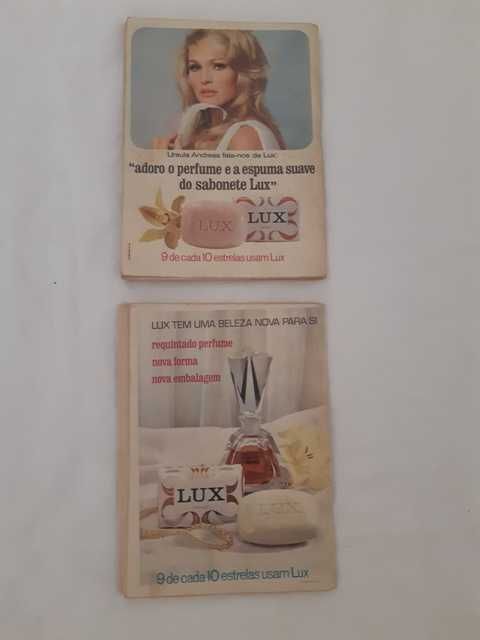 Ursula Andress fala-nos de Lux:
"adoro o perfume e a espuma suave
do sabonete Lux"
LUX
LUX
9 de cada 10 estrelas usam Lux
LUX TEM UMA BELEZA NOVA PARA SI
requintado perfume
nova forma
nova embalagem
LUX
LUX
9 de cada 10 estrelas usam Lux